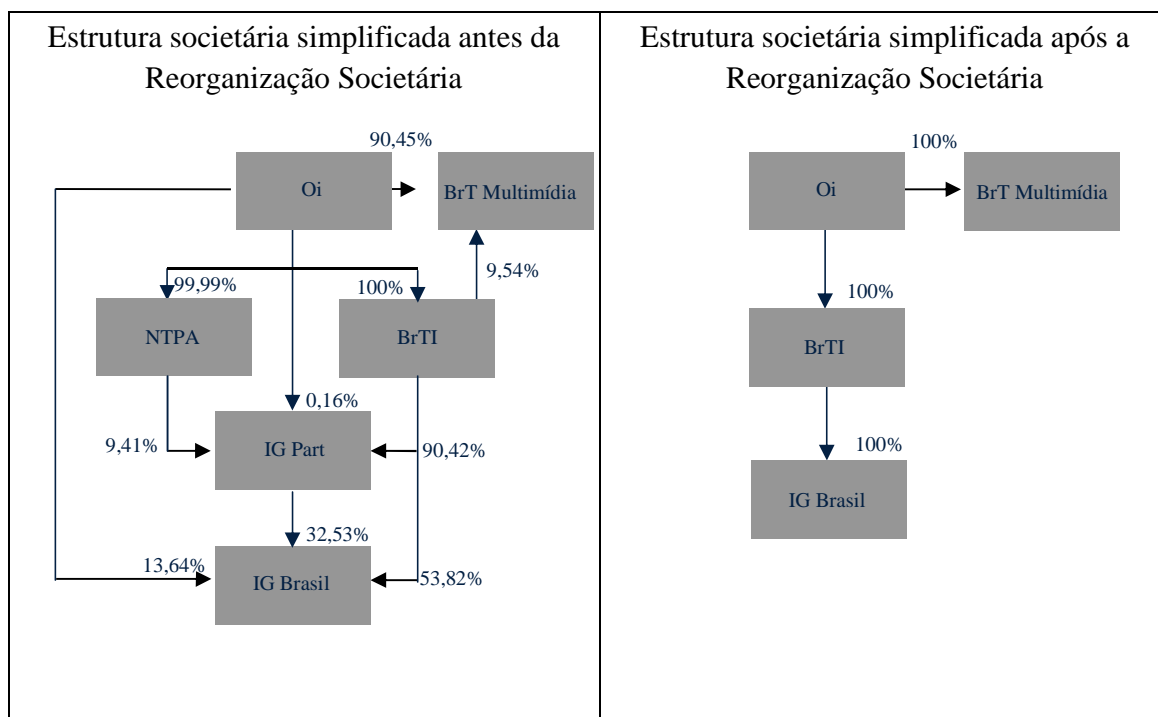 Estrutura societária simplificada antes da
Reorganização Societária
90,45%
Oi
BrT Multimídia
99,99%
100%
9,54%
NTPA
BrTI
0,16%
9,41%
IG Part
90,42%
32,53%
13,64%
IG Brasil
53,82%
Estrutura societária simplificada após a
Reorganização Societária
100%
Oi
BrT Multimídia
100%
BrTI
100%
IG Brasil